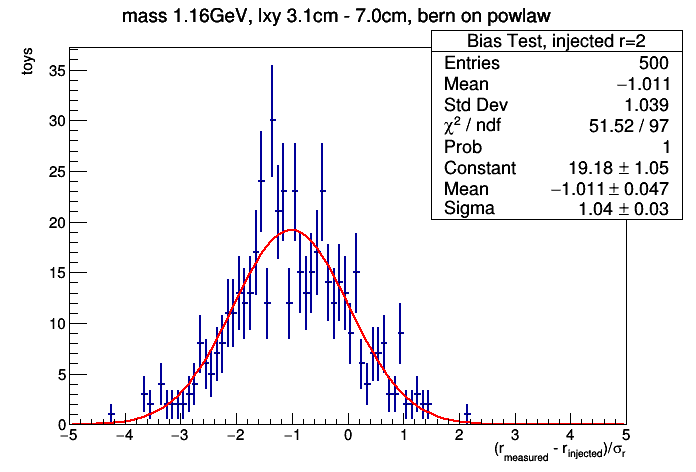 mass 1.16GeV, lxy 3.1cm - 7.0cm, bern on powlaw
Bias Test, injected r=2
Entries 500
Mean −1.011
Std Dev 1.039
χ² / ndf 51.52 / 97
Prob 1
Constant 19.18 ± 1.05
Mean −1.011 ± 0.047
Sigma 1.04 ± 0.03
toys
35
30
25
20
15
10
5
0
−5 −4 −3 −2 −1 0 1 2 3 4 5
(r_measured - r_injected)/σ_r